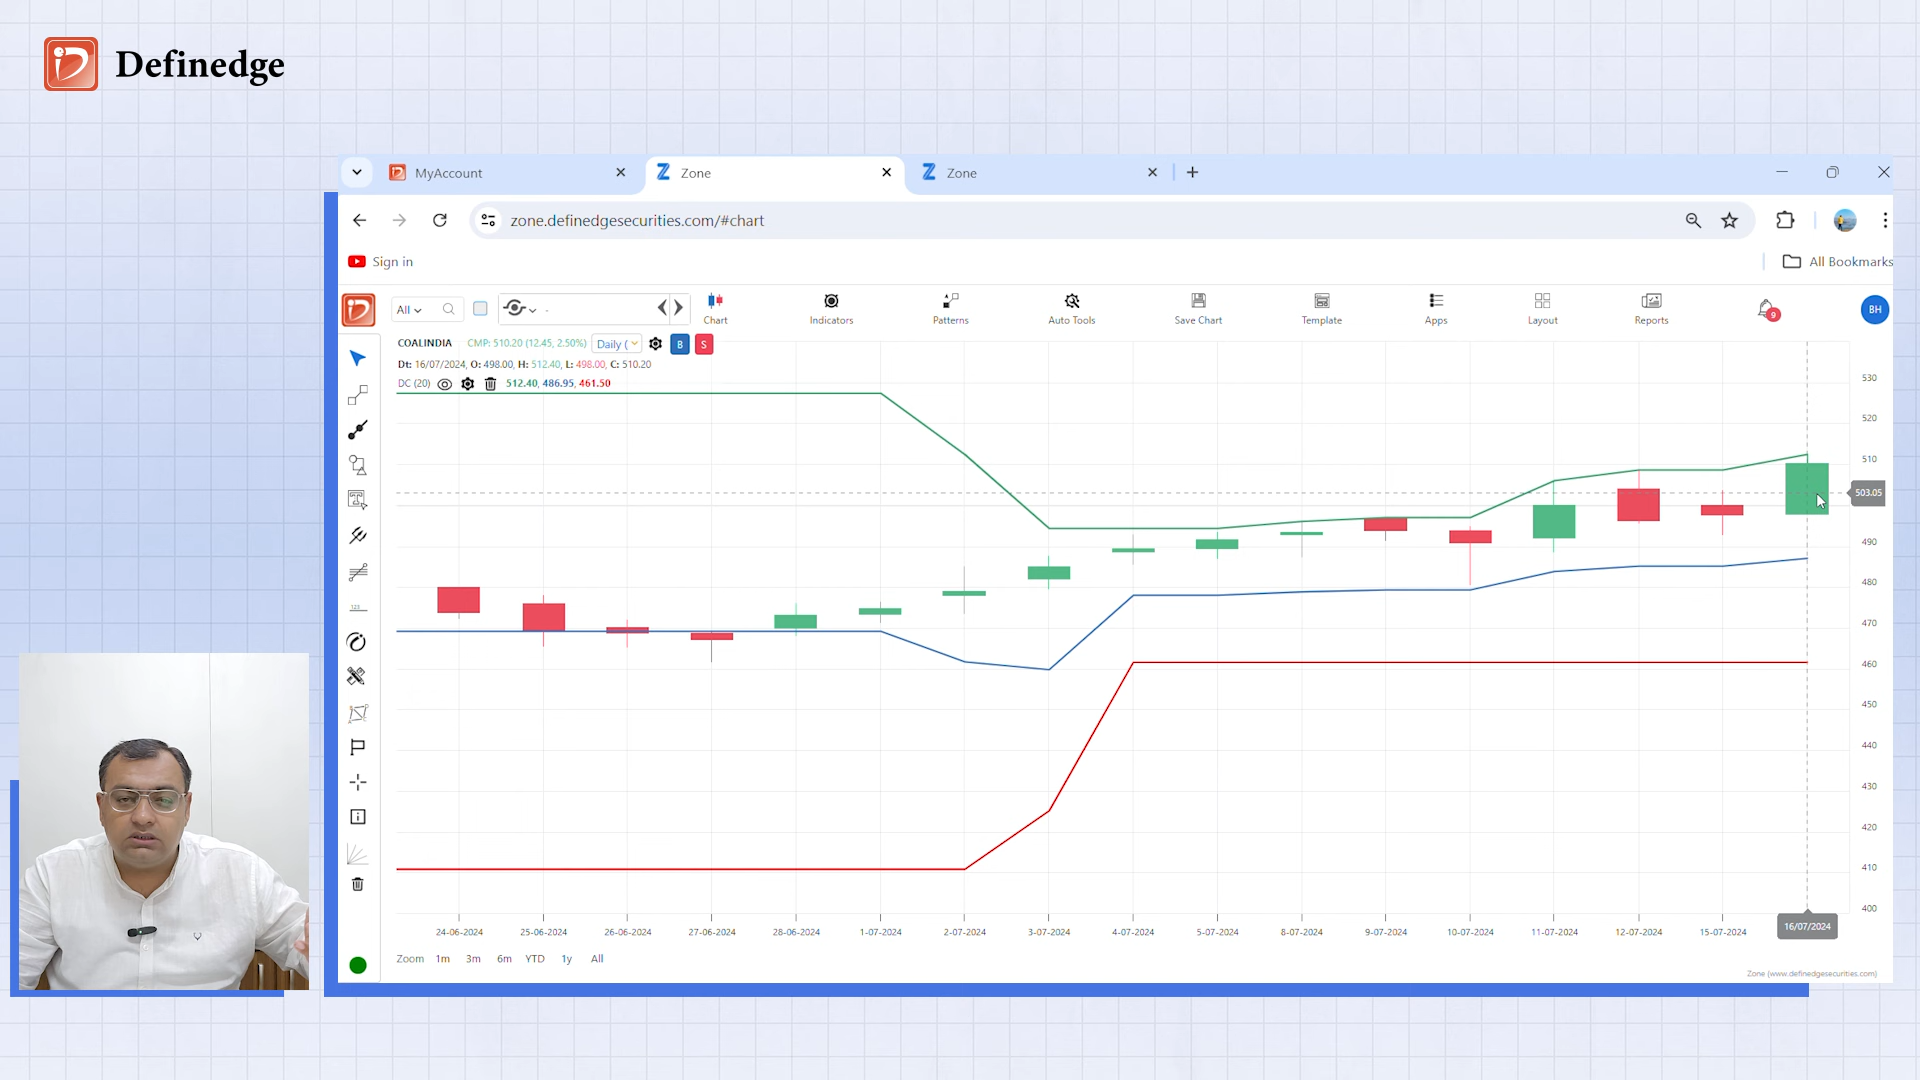 Definedge
MyAccount
Zone
Zone
zone.definedgesecurities.com/#chart
Sign in
All Bookmarks
All
-
Chart
Indicators
Patterns
Auto Tools
Save Chart
Template
Apps
Layout
Reports
9
BH
COALINDIA CMP: 510.20 (12.45, 2.50%) Daily ( B S
Dt: 16/07/2024, O: 498.00, H: 512.40, L: 498.00, C: 510.20
DC (20) 512.40, 486.95, 461.50
530
520
510
503.05
490
480
470
460
450
440
430
420
410
400
123
24-06-2024 25-06-2024 26-06-2024 27-06-2024 28-06-2024 1-07-2024 2-07-2024 3-07-2024 4-07-2024 5-07-2024 8-07-2024 9-07-2024 10-07-2024 11-07-2024 12-07-2024 15-07-2024 16/07/2024
Zoom 1m 3m 6m YTD 1y All
Zone (www.definedgesecurities.com)